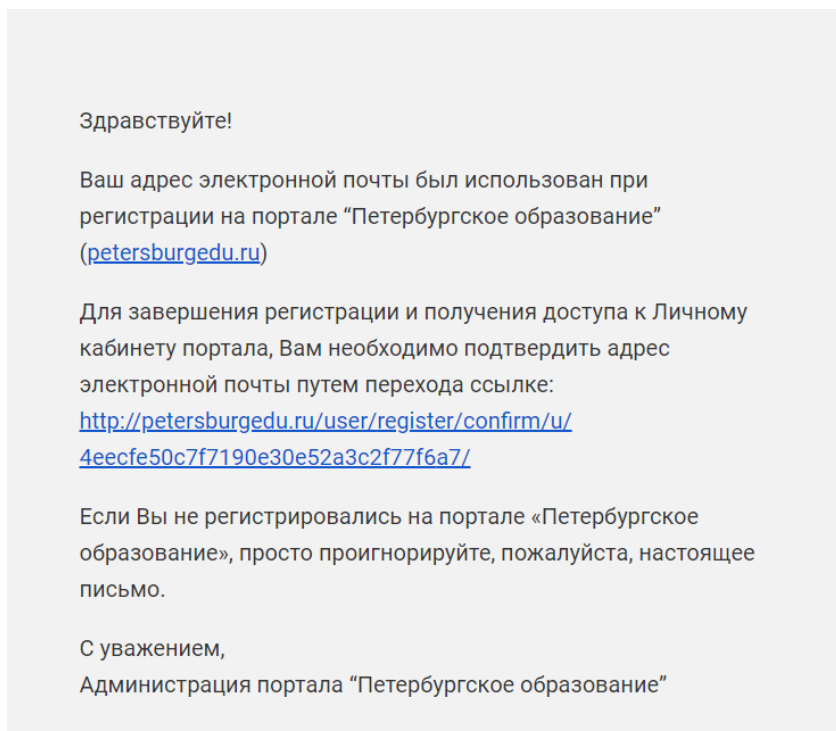 Здравствуйте!
Ваш адрес электронной почты был использован при
регистрации на портале “Петербургское образование”
(petersburgedu.ru)
Для завершения регистрации и получения доступа к Личному
кабинету портала, Вам необходимо подтвердить адрес
электронной почты путем перехода ссылке:
http://petersburgedu.ru/user/register/confirm/u/
4eecfe50c7f7190e30e52a3c2f77f6a7/
Если Вы не регистрировались на портале «Петербургское
образование», просто проигнорируйте, пожалуйста, настоящее
письмо.
С уважением,
Администрация портала “Петербургское образование”